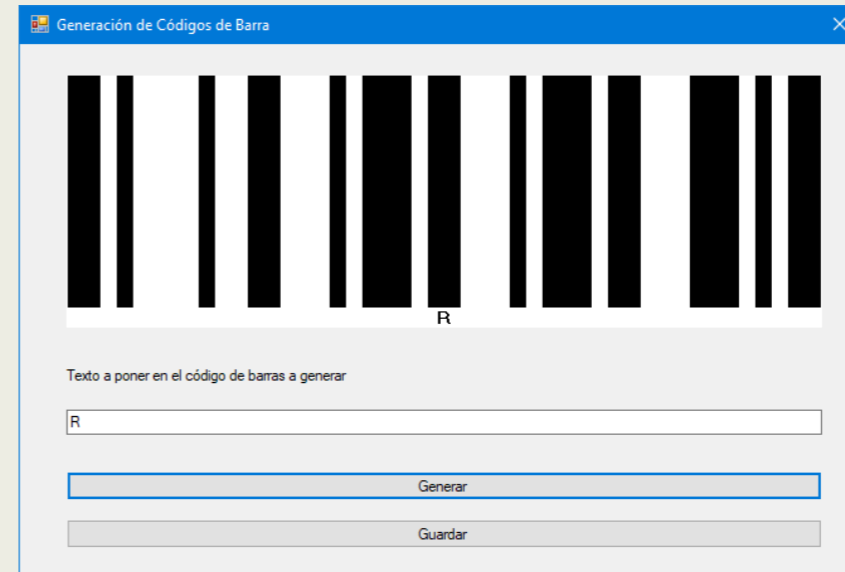 Generación de Códigos de Barra
R
Texto a poner en el código de barras a generar
R
Generar
Guardar